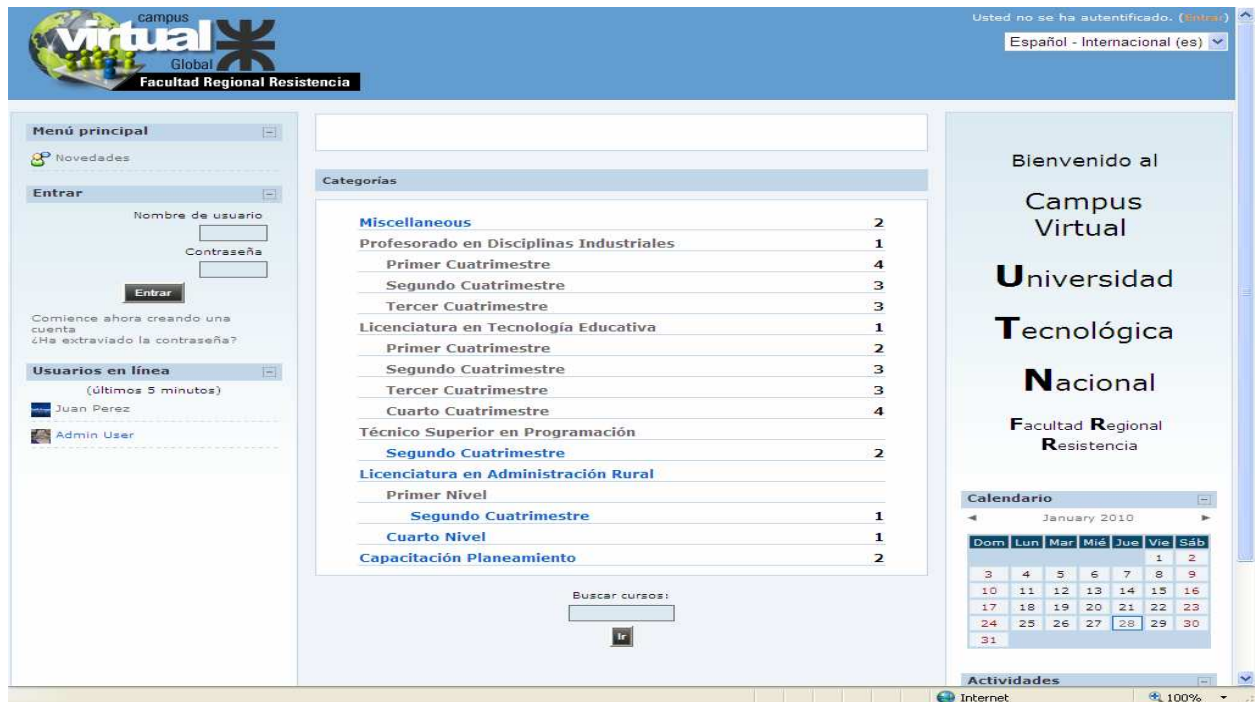 campus
virtual
Global
Facultad Regional Resistencia
Usted no se ha autentificado. (Entrar)
Español - Internacional (es)
Menú principal
Novedades
Entrar
Nombre de usuario
Contraseña
Entrar
Comience ahora creando una
cuenta
¿Ha extraviado la contraseña?
Usuarios en línea
(últimos 5 minutos)
Juan Perez
Admin User
Categorías
Miscellaneous 2
Profesorado en Disciplinas Industriales 1
Primer Cuatrimestre 4
Segundo Cuatrimestre 3
Tercer Cuatrimestre 3
Licenciatura en Tecnología Educativa 1
Primer Cuatrimestre 2
Segundo Cuatrimestre 3
Tercer Cuatrimestre 3
Cuarto Cuatrimestre 4
Técnico Superior en Programación
Segundo Cuatrimestre 2
Licenciatura en Administración Rural
Primer Nivel
Segundo Cuatrimestre 1
Cuarto Nivel 1
Capacitación Planeamiento 2
Buscar cursos:
Ir
Bienvenido al
Campus
Virtual
Universidad
Tecnológica
Nacional
Facultad Regional
Resistencia
Calendario
January 2010
Dom Lun Mar Mié Jue Vie Sáb
1 2
3 4 5 6 7 8 9
10 11 12 13 14 15 16
17 18 19 20 21 22 23
24 25 26 27 28 29 30
31
Actividades
Internet 100%